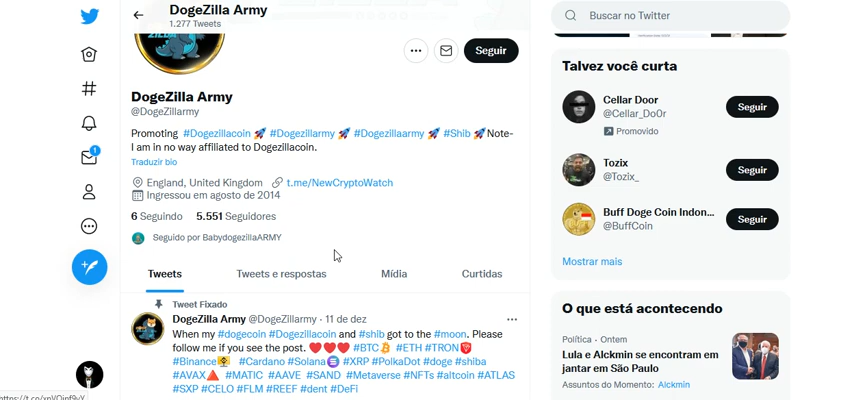 DogeZilla Army
1.277 Tweets
ZILLA
Seguir
DogeZilla Army
@DogeZillarmy
Promoting #Dogezillacoin 🚀 #Dogezillarmy 🚀 #Dogezillaarmy 🚀 #Shib 🚀Note-
I am in no way affiliated to Dogezillacoin.
Traduzir bio
England, United Kingdom t.me/NewCryptoWatch
Ingressou em agosto de 2014
6 Seguindo 5.551 Seguidores
Seguido por BabydogezillaARMY
Tweets Tweets e respostas Mídia Curtidas
Tweet Fixado
DogeZilla Army @DogeZillarmy · 11 de dez
When my #dogecoin #Dogezillacoin and #shib got to the #moon. Please
follow me if you see the post. ❤️❤️❤️ #BTC #ETH #TRON
#Binance #Cardano #Solana #XRP #PolkaDot #doge #shiba
#AVAX #MATIC #AAVE #SAND #Metaverse #NFTs #altcoin #ATLAS
#SXP #CELO #FLM #REEF #dent #DeFi
1
Buscar no Twitter
Talvez você curta
Cellar Door
@Cellar_Do0r
Seguir
Promovido
Tozix
@Tozix_
Seguir
Buff Doge Coin Indon...
@BuffCoin
Seguir
Mostrar mais
O que está acontecendo
Política · Ontem
Lula e Alckmin se encontram em
jantar em São Paulo
Assuntos do Momento: Alckmin